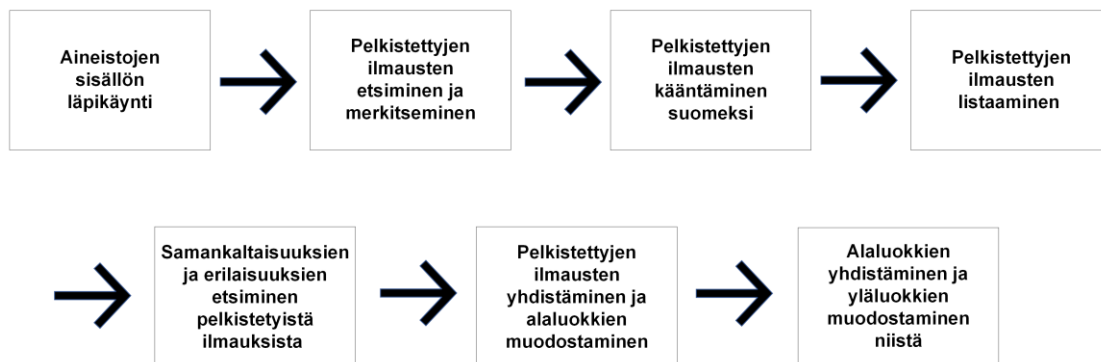 Aineistojen
sisällön
läpikäynti
Pelkistettyjen
ilmausten
etsiminen ja
merkitseminen
Pelkistettyjen
ilmausten
kääntäminen
suomeksi
Pelkistettyjen
ilmausten
listaaminen
Samankaltaisuuksien
ja erilaisuuksien
etsiminen
pelkistetyistä
ilmauksista
Pelkistettyjen
ilmausten
yhdistäminen ja
alaluokkien
muodostaminen
Alaluokkien
yhdistäminen ja
yläluokkien
muodostaminen
niistä